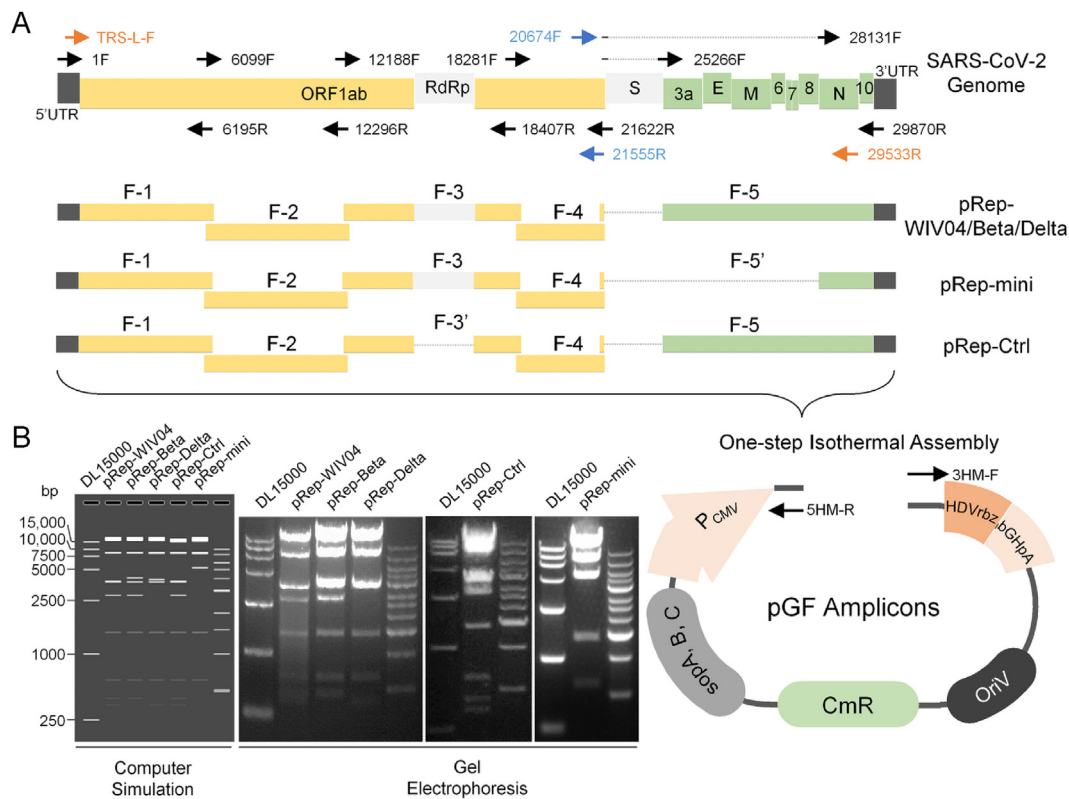 A
TRS-L-F
20674F
1F
6099F
12188F
18281F
25266F
28131F
SARS-CoV-2
Genome
5'UTR
ORF1ab
RdRp
S
3a
E
M
6
7
8
N
10
3'UTR
6195R
12296R
18407R
21622R
29870R
21555R
29533R
F-1
F-2
F-3
F-4
F-5
pRep-
WIV04/Beta/Delta
F-1
F-2
F-3
F-4
F-5'
pRep-mini
F-1
F-2
F-3'
F-4
F-5
pRep-Ctrl
B
DL15000
pRep-WIV04
pRep-Beta
pRep-Delta
pRep-Ctrl
pRep-mini
bp
15,000
10,000
7500
5000
2500
1000
250
DL15000
pRep-WIV04
pRep-Beta
pRep-Delta
DL15000
pRep-Ctrl
DL15000
pRep-mini
Computer
Simulation
Gel
Electrophoresis
One-step Isothermal Assembly
3HM-F
5HM-R
PCMV
HDVrbz
bGHpA
pGF Amplicons
sopA, B, C
CmR
OriV